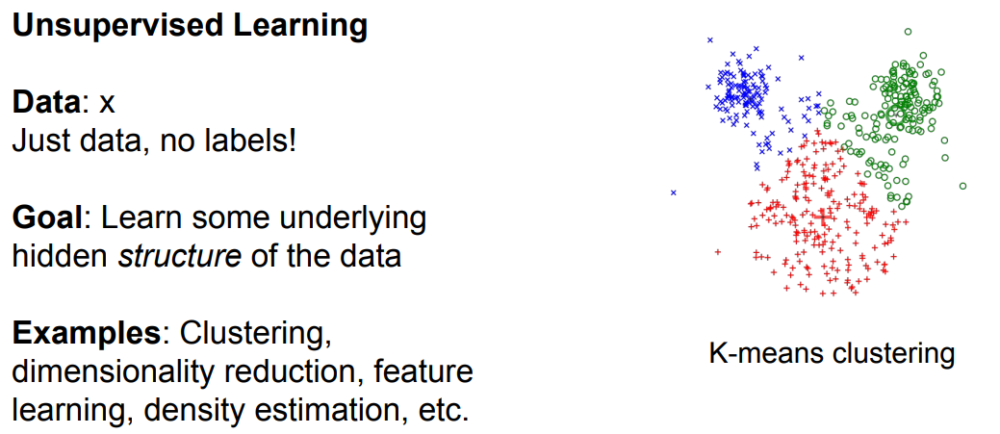 Unsupervised Learning
Data: x
Just data, no labels!
Goal: Learn some underlying
hidden structure of the data
Examples: Clustering,
dimensionality reduction, feature
learning, density estimation, etc.
K-means clustering